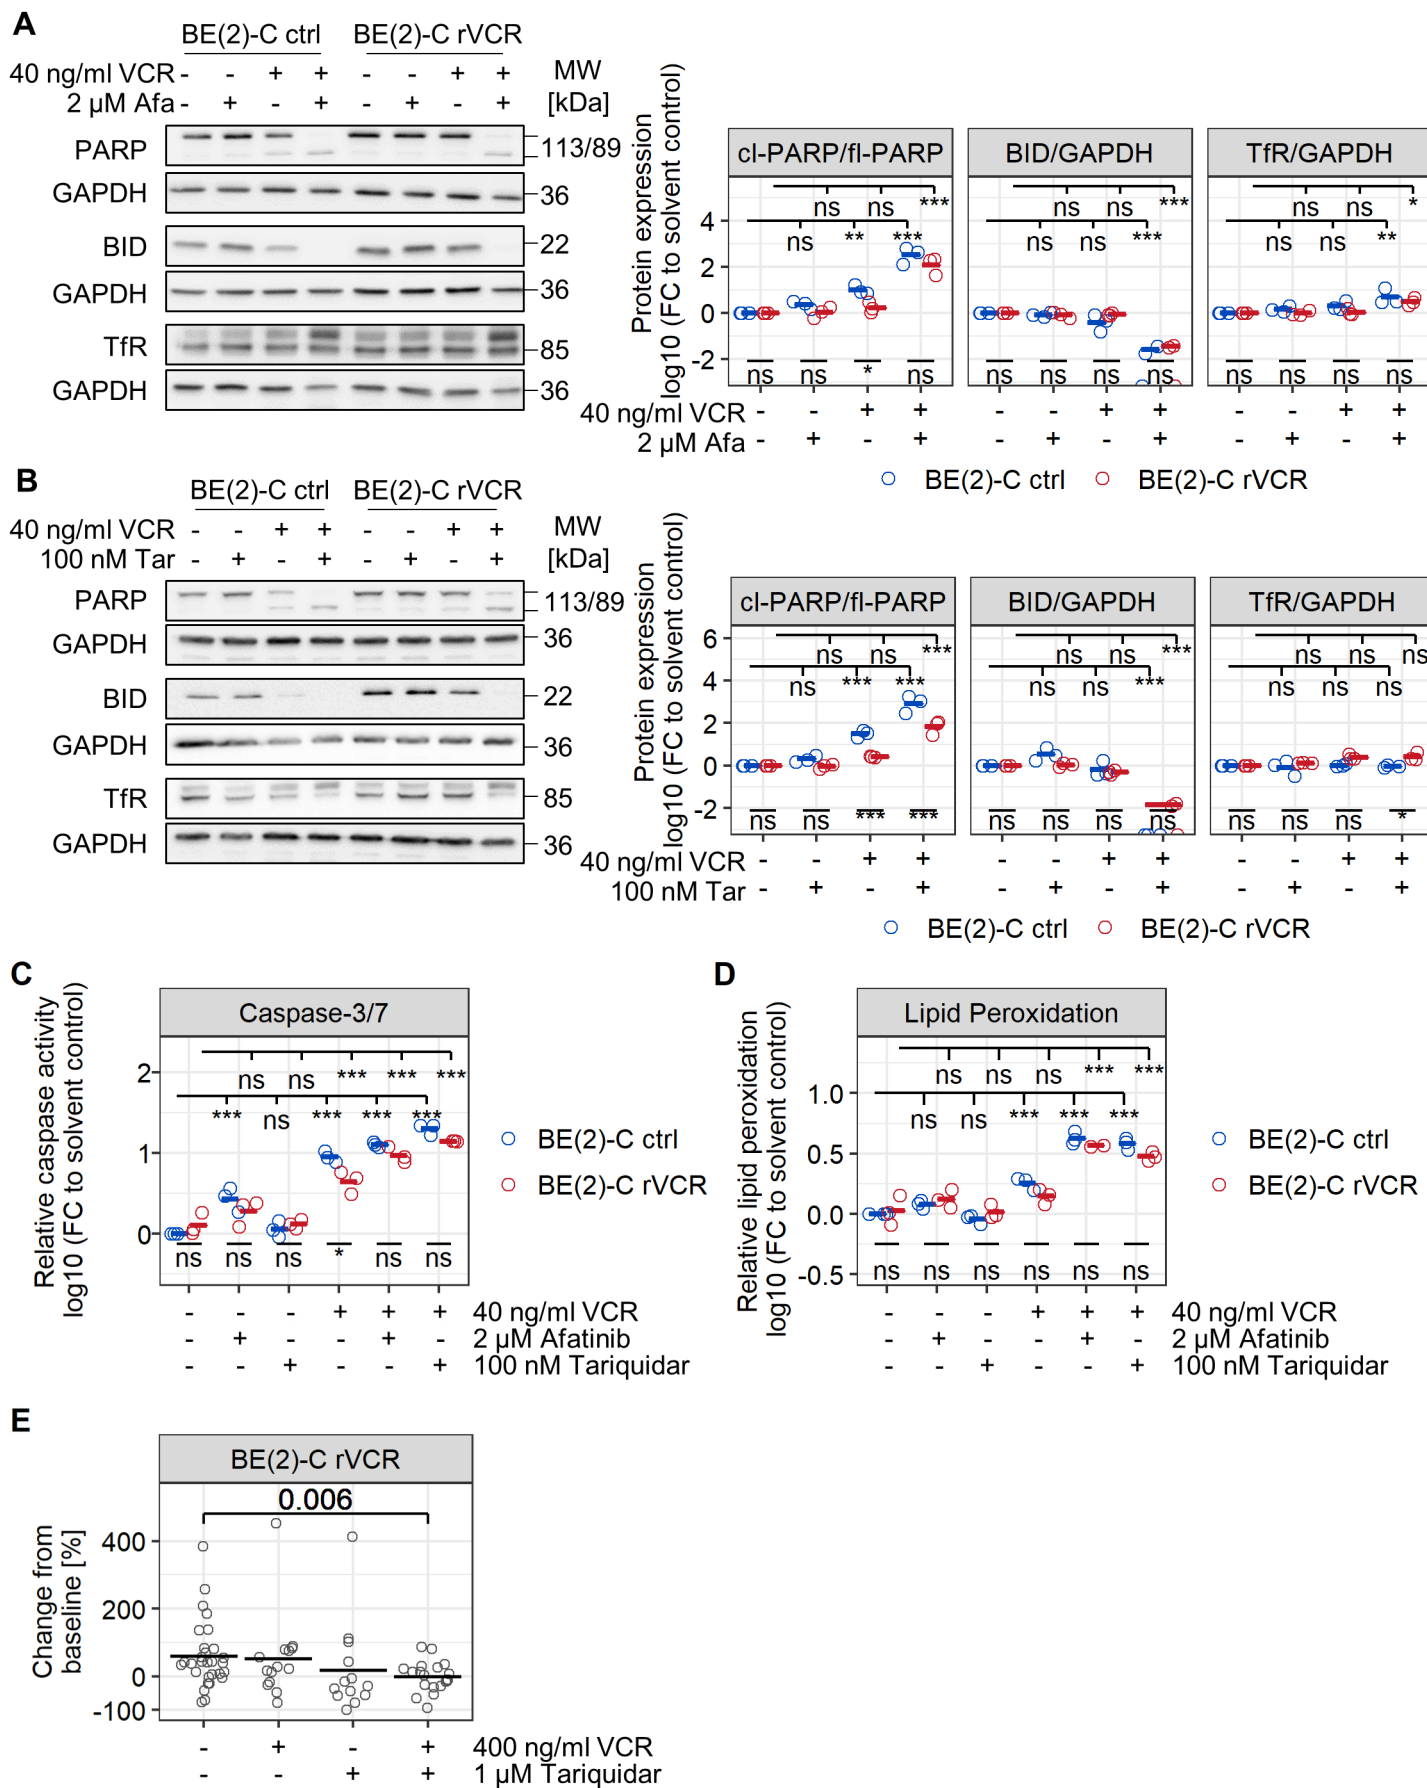 A
BE(2)-C ctrl BE(2)-C rVCR
40 ng/ml VCR - - + + - - + + MW
2 µM Afa - + - + - + - + [kDa]
PARP 113/89
GAPDH 36
BID 22
GAPDH 36
TfR 85
GAPDH 36
Protein expression
log10 (FC to solvent control)
cl-PARP/fl-PARP BID/GAPDH TfR/GAPDH
ns ns *** ns ns *** ns ns *
4
ns ** *** ns ns *** ns ns **
2
0
-2
ns ns * ns ns ns ns ns ns ns ns ns
40 ng/ml VCR - - + + - - + + - - + +
2 µM Afa - + - + - + - + - + - +
BE(2)-C ctrl BE(2)-C rVCR
B
BE(2)-C ctrl BE(2)-C rVCR
40 ng/ml VCR - - + + - - + + MW
100 nM Tar - + - + - + - + [kDa]
PARP 113/89
GAPDH 36
BID 22
GAPDH 36
TfR 85
GAPDH 36
Protein expression
log10 (FC to solvent control)
cl-PARP/fl-PARP BID/GAPDH TfR/GAPDH
6
ns ns *** ns ns *** ns ns ns
4
ns *** *** ns ns *** ns ns ns
2
0
-2
ns ns *** *** ns ns ns ns ns ns ns *
40 ng/ml VCR - - + + - - + + - - + +
100 nM Tar - + - + - + - + - + - +
BE(2)-C ctrl BE(2)-C rVCR
C
Relative caspase activity
log10 (FC to solvent control)
Caspase-3/7
2
ns ns *** *** ***
*** ns *** *** ***
1
0
ns ns ns * ns ns
BE(2)-C ctrl
BE(2)-C rVCR
- - - + + + 40 ng/ml VCR
- + - - + - 2 µM Afatinib
- - + - - + 100 nM Tariquidar
D
Relative lipid peroxidation
log10 (FC to solvent control)
Lipid Peroxidation
ns ns ns *** ***
1.0
ns ns *** *** ***
0.5
0.0
-0.5
ns ns ns ns ns ns
BE(2)-C ctrl
BE(2)-C rVCR
- - - + + + 40 ng/ml VCR
- + - - + - 2 µM Afatinib
- - + - - + 100 nM Tariquidar
E
Change from
baseline [%]
BE(2)-C rVCR
0.006
400
200
0
-100
- + - + 400 ng/ml VCR
- - + + 1 µM Tariquidar